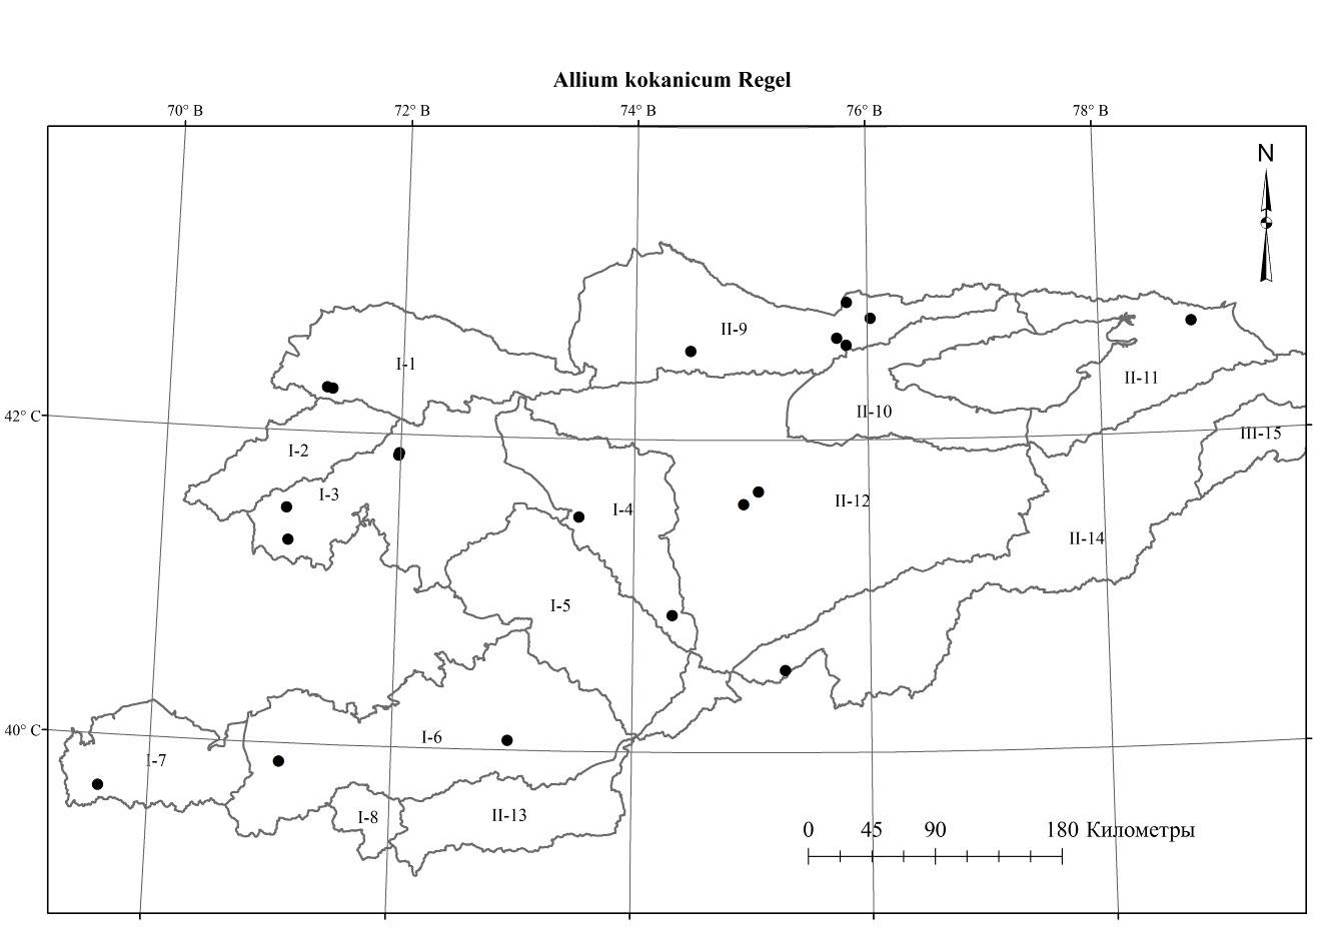 Allium kokanicum Regel
70° В 72° В 74° В 76° В 78° В
N
II-9
I-1
II-11
42° С
II-10
III-15
I-2
I-3
II-12
I-4
II-14
I-5
40° С
I-6
I-7
I-8
II-13
0 45 90 180 Километры